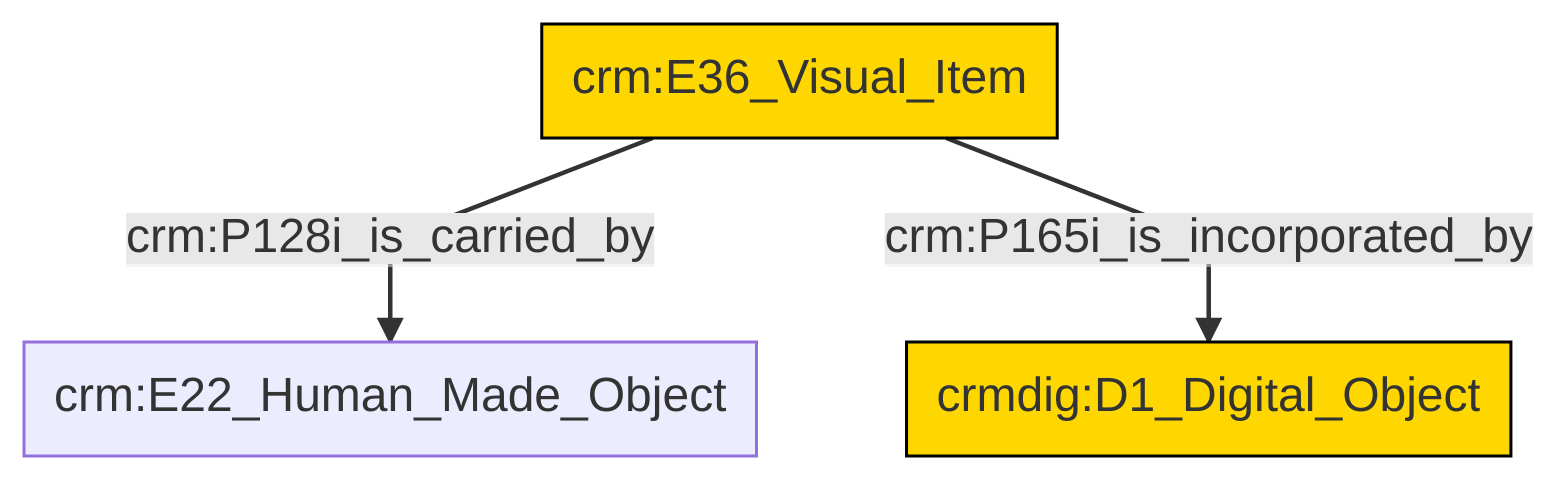 crm:E36_Visual_Item
crm:P128i_is_carried_by
crm:P165i_is_incorporated_by
crm:E22_Human_Made_Object
crmdig:D1_Digital_Object